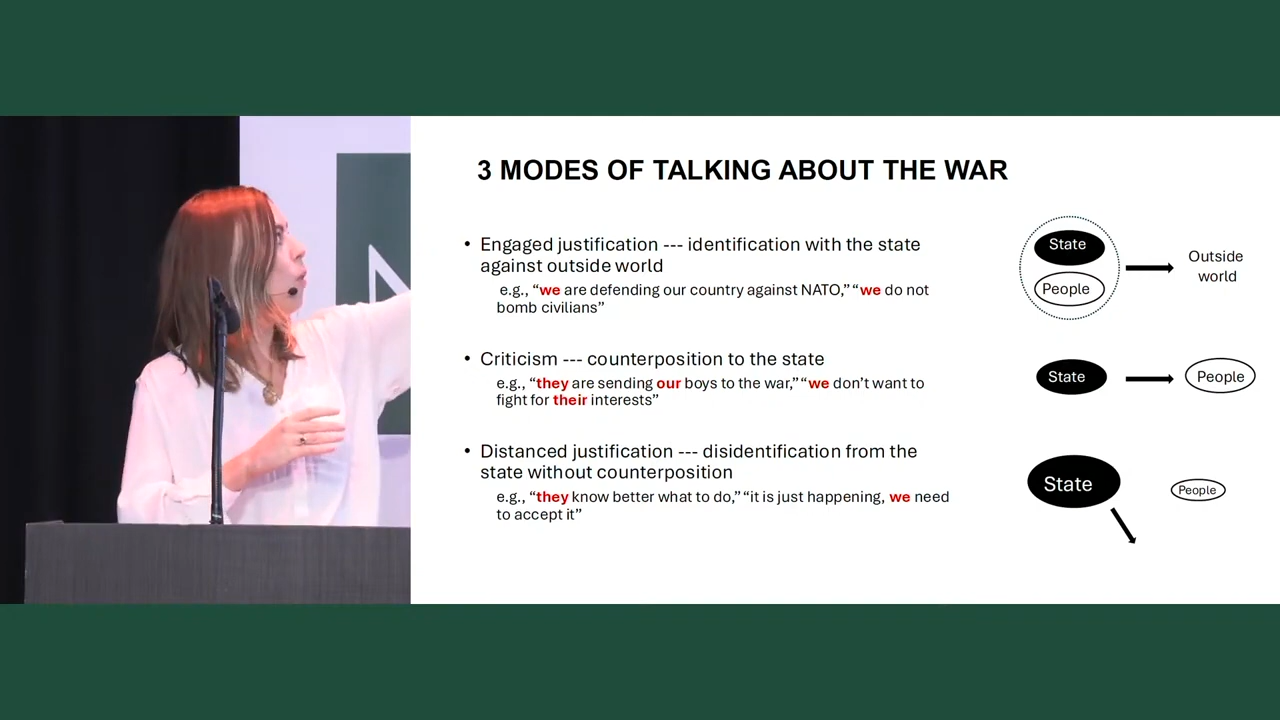 3 MODES OF TALKING ABOUT THE WAR
• Engaged justification --- identification with the state
against outside world
e.g., “we are defending our country against NATO,” “we do not
bomb civilians”
State
People
Outside
world
• Criticism --- counterposition to the state
e.g., “they are sending our boys to the war,” “we don’t want to
fight for their interests”
State
People
• Distanced justification --- disidentification from the
state without counterposition
e.g., “they know better what to do,” “it is just happening, we need
to accept it”
State
People